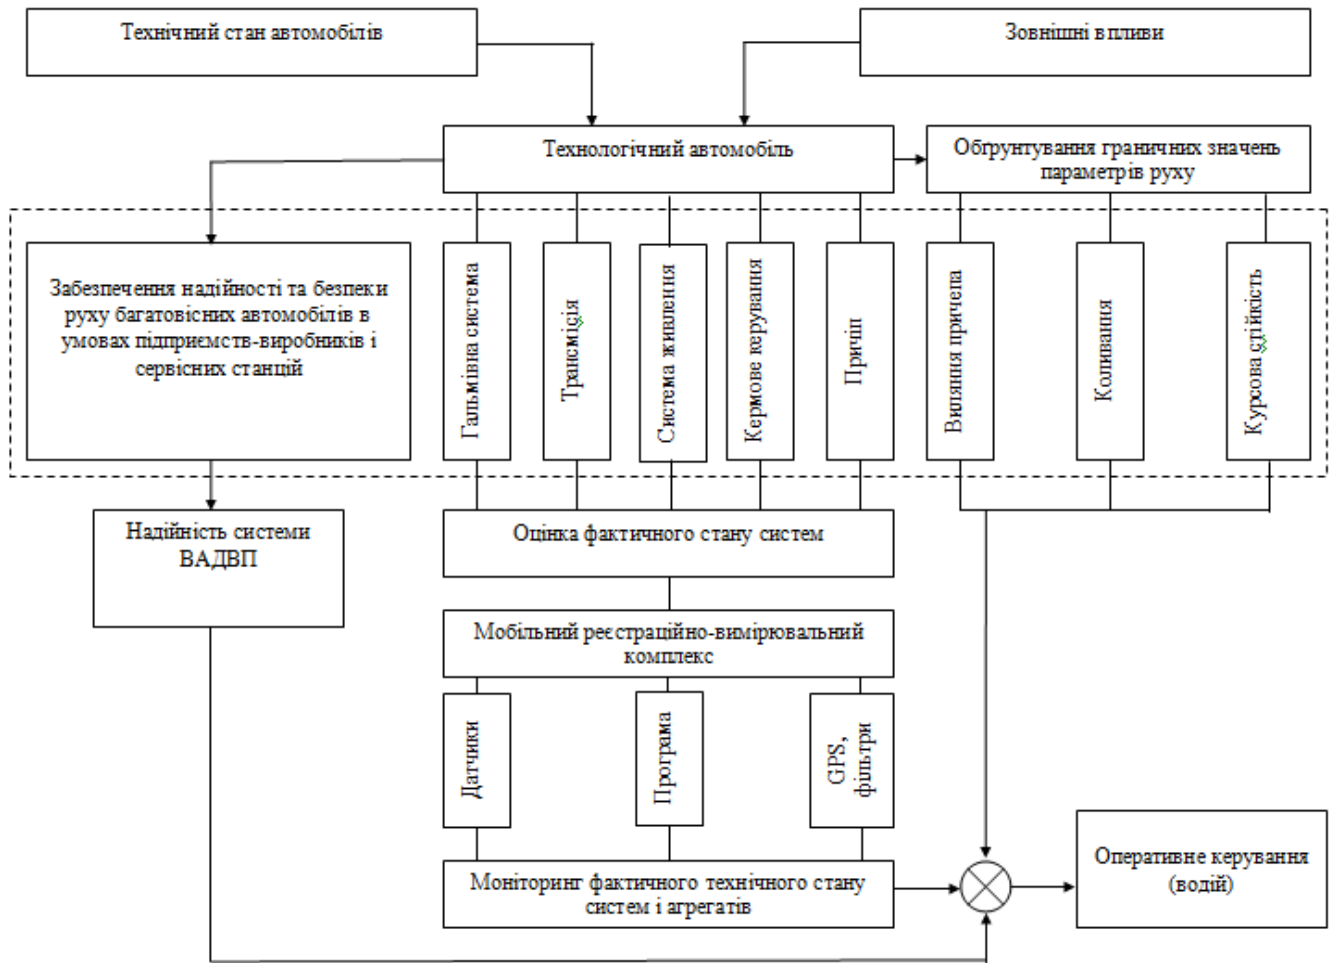 Технічний стан автомобілів
Зовнішні впливи
Технологічний автомобіль
Обґрунтування граничних значень
параметрів руху
Забезпечення надійності та безпеки
руху багатовісних автомобілів в
умовах підприємств-виробників і
сервісних станцій
Гальмівна система
Трансмісія
Система живлення
Кермове керування
Причіп
Виляння причепа
Коливання
Курсова стійкість
Надійність системи
ВАДВП
Оцінка фактичного стану систем
Мобільний реєстраційно-вимірювальний
комплекс
Датчики
Програма
GPS,
фільтри
Моніторинг фактичного технічного стану
систем і агрегатів
Оперативне керування
(водій)